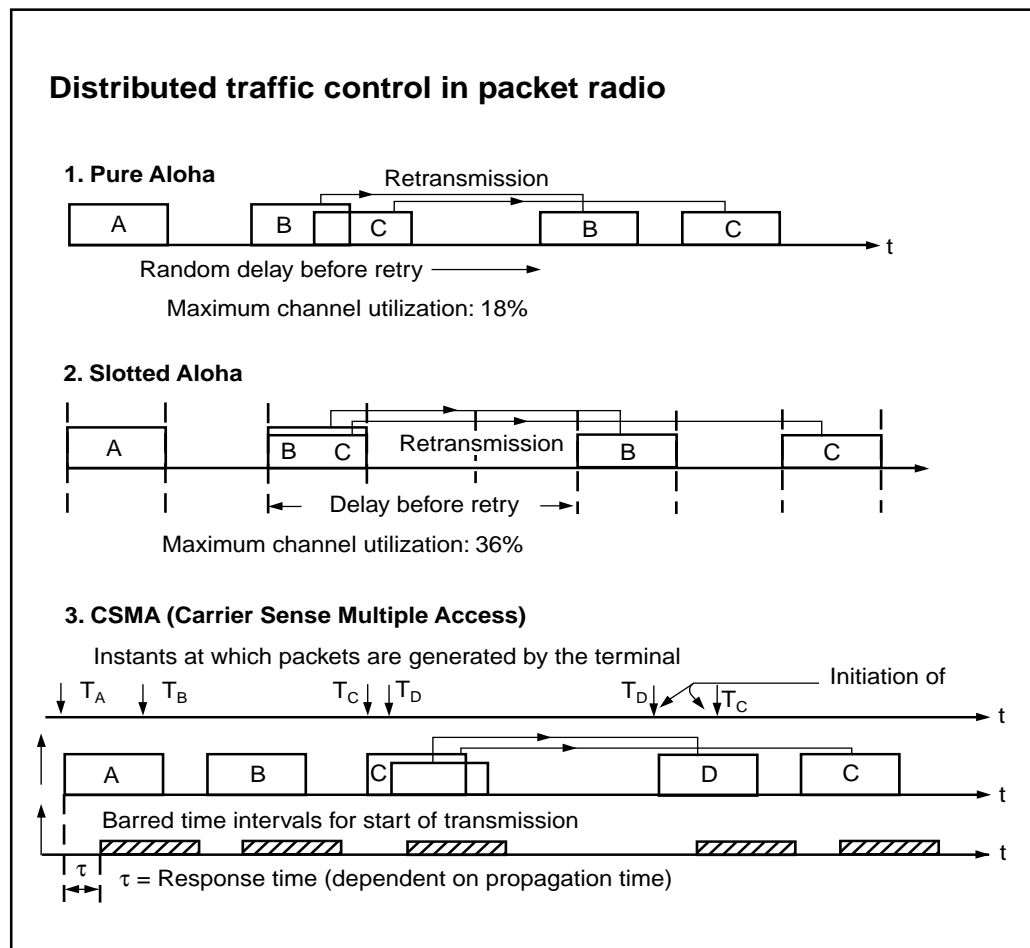 Distributed traffic control in packet radio
1. Pure Aloha
Retransmission
A
B
C
B
C
t
Random delay before retry
Maximum channel utilization: 18%
2. Slotted Aloha
A
B
C
Retransmission
B
C
Delay before retry
Maximum channel utilization: 36%
3. CSMA (Carrier Sense Multiple Access)
Instants at which packets are generated by the terminal
Initiation of
TA
TB
TC
TD
TD
TC
t
A
B
C
D
C
t
Barred time intervals for start of transmission
t
τ
τ = Response time (dependent on propagation time)